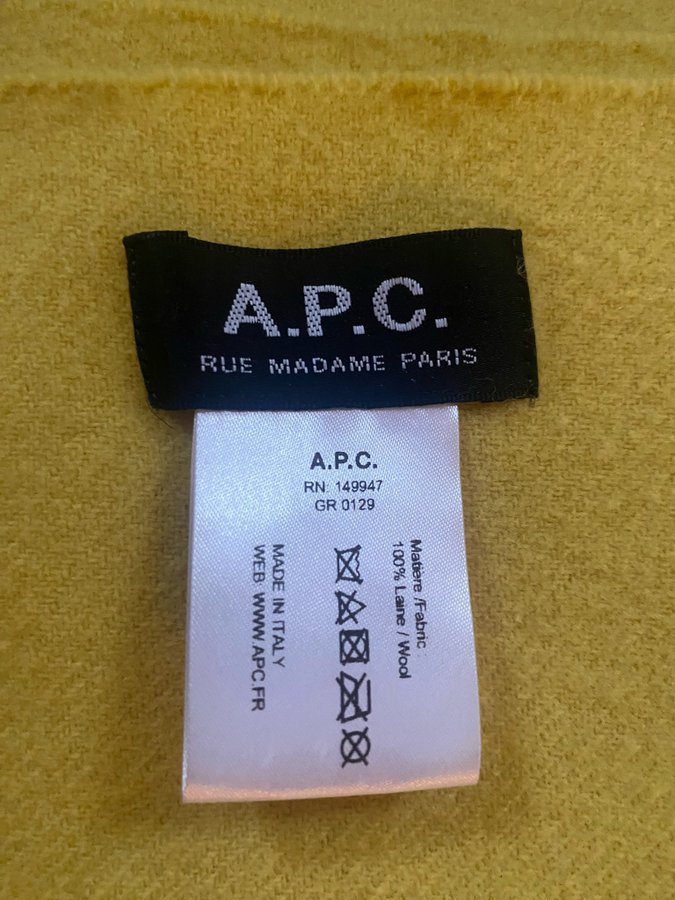 A.P.C.
RUE MADAME PARIS
A.P.C.
RN: 149947
GR 0129
Matiere /Fabric :
100% Laine / Wool
MADE IN ITALY
WEB: WWW.APC.FR